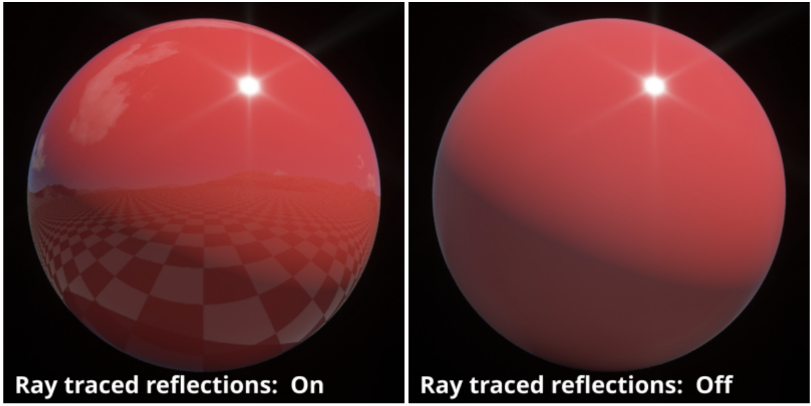 Ray traced reflections:  On
Ray traced reflections:  Off